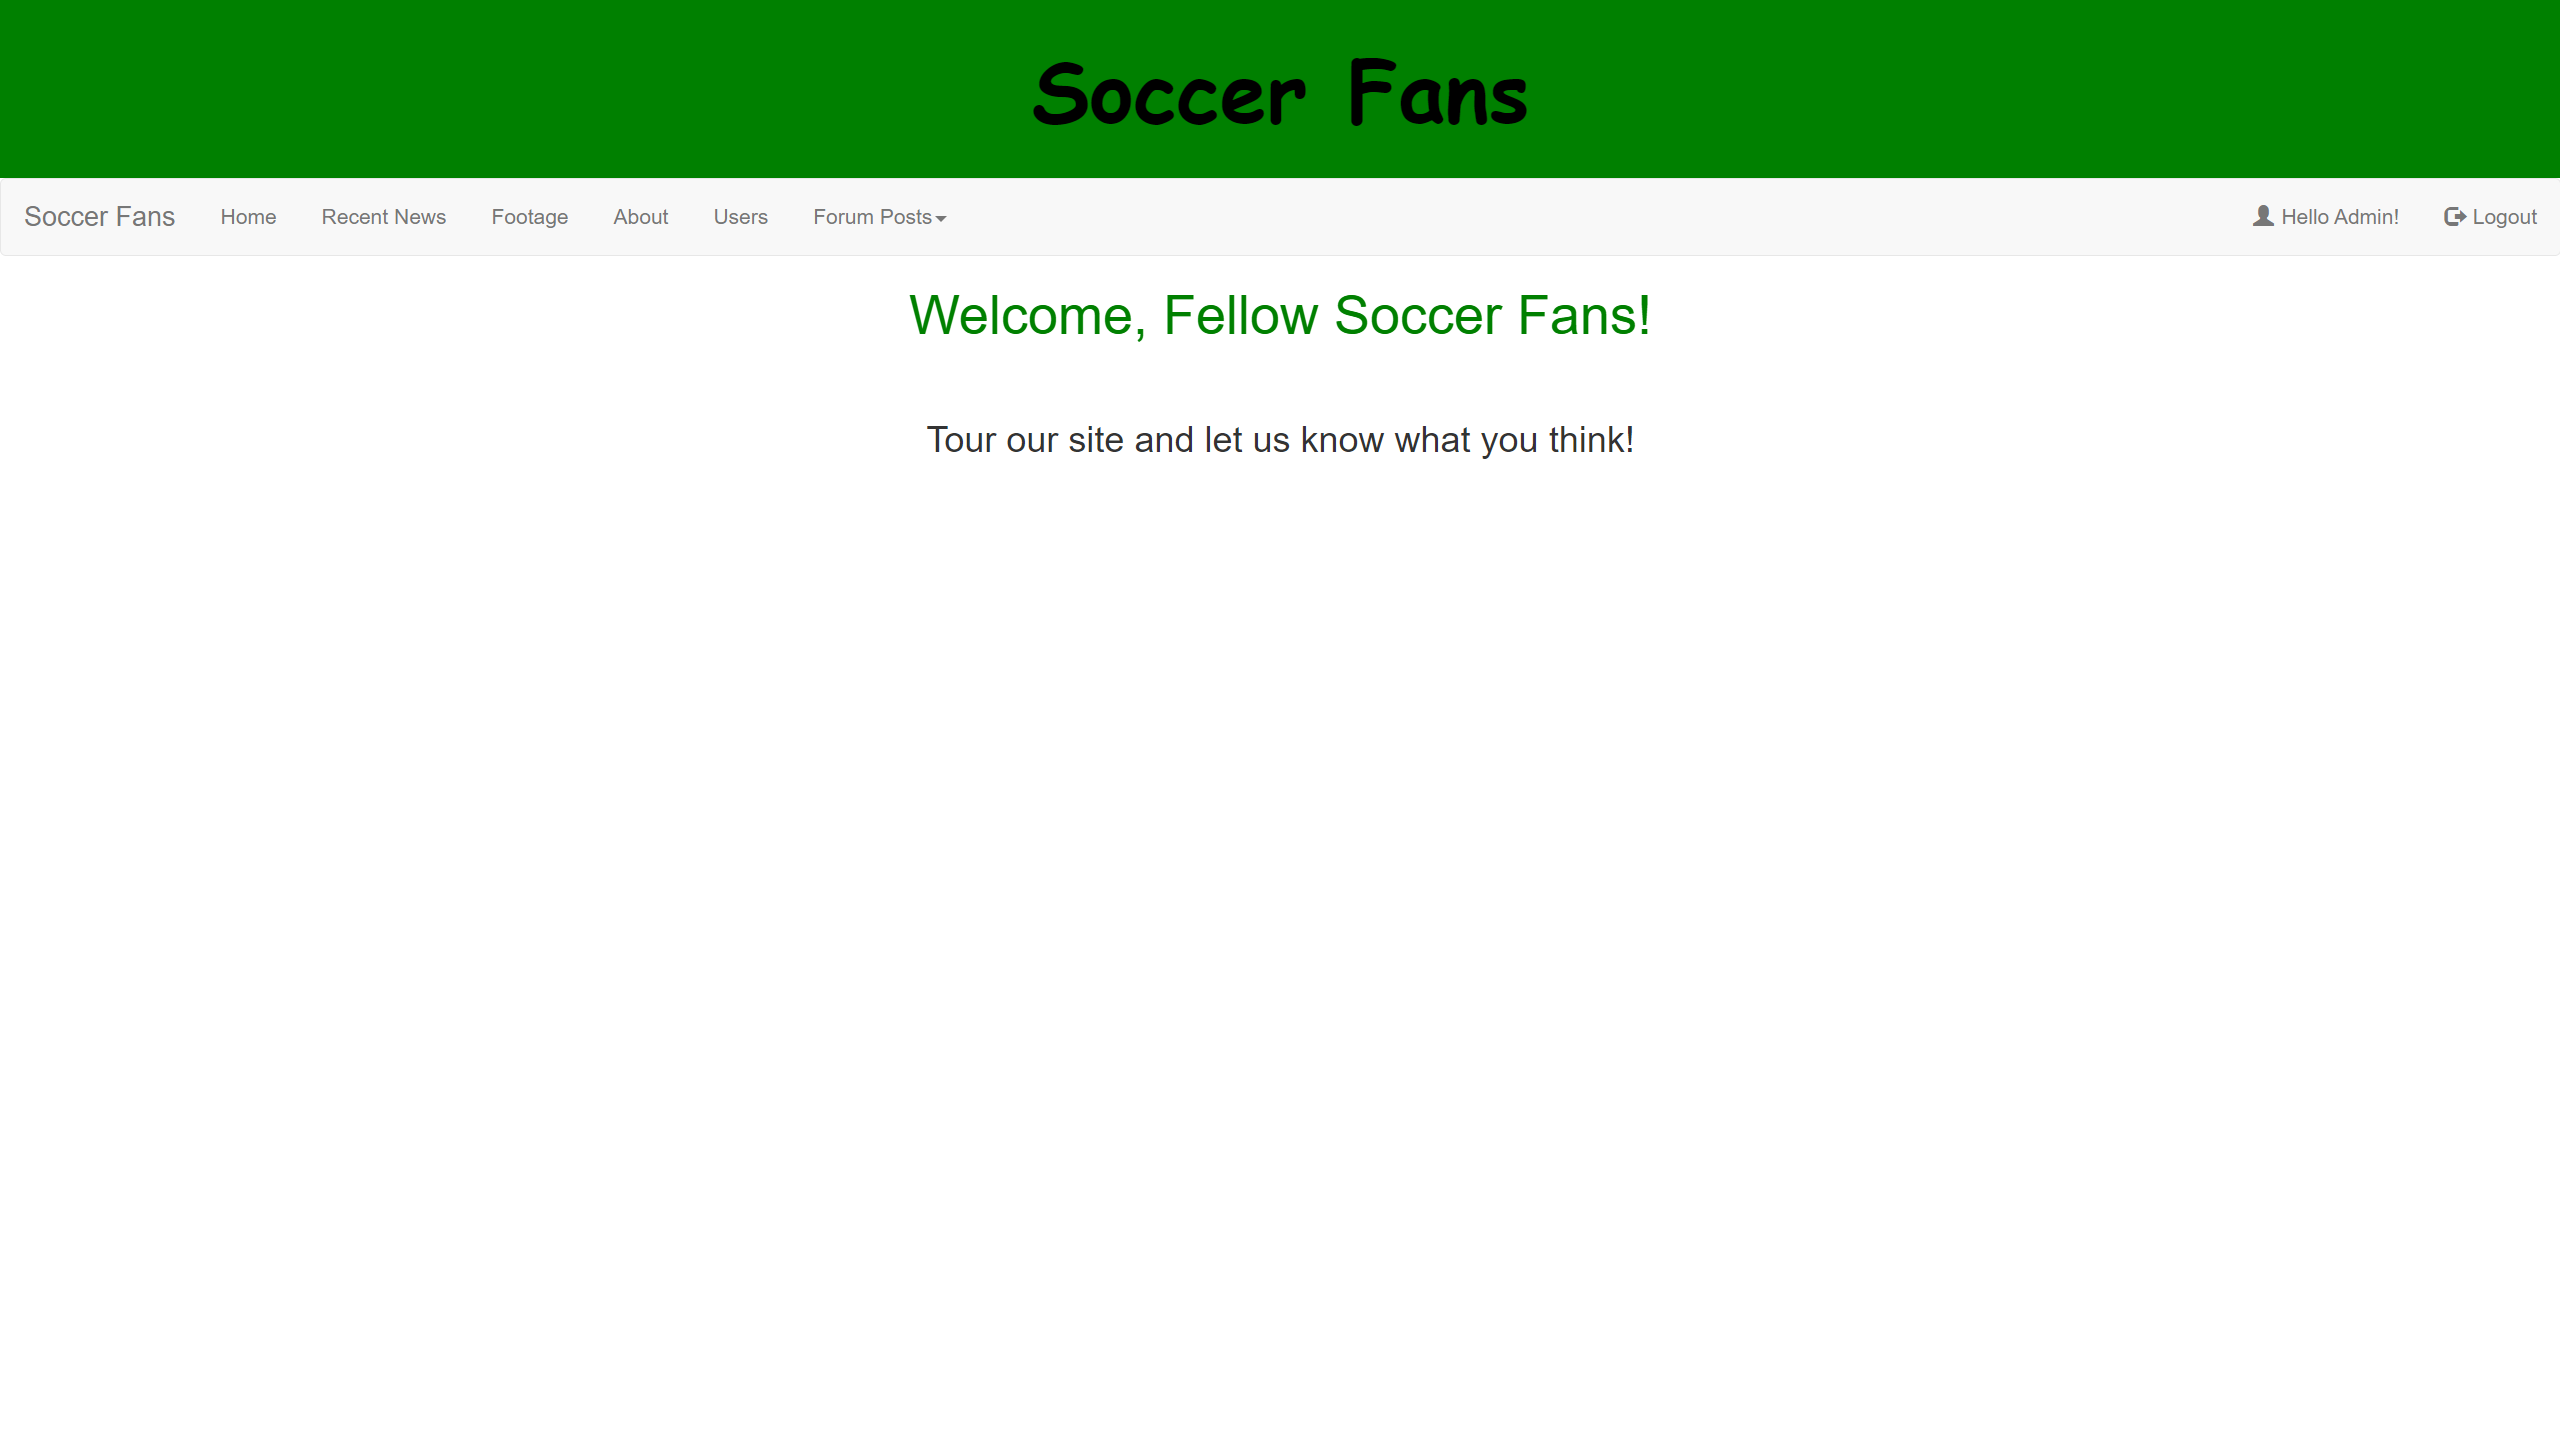 Soccer Fans
Soccer Fans Home Recent News Footage About Users Forum Posts Hello Admin! Logout
Welcome, Fellow Soccer Fans!
Tour our site and let us know what you think!